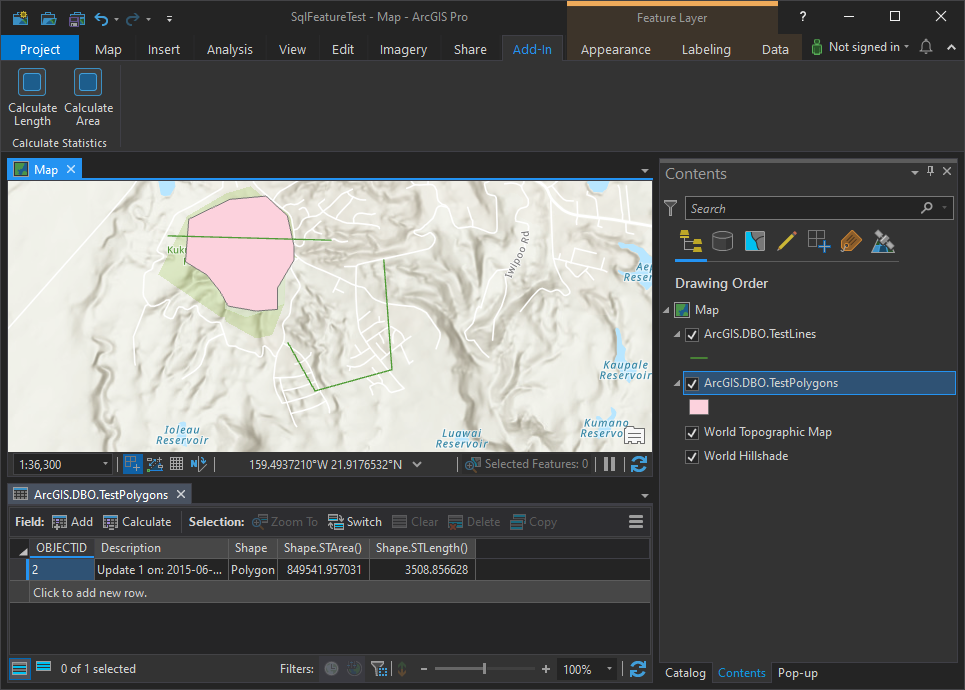 SqlFeatureTest - Map - ArcGIS Pro
Feature Layer
?
Project
Map
Insert
Analysis
View
Edit
Imagery
Share
Add-In
Appearance
Labeling
Data
Not signed in
Calculate
Length
Calculate
Area
Calculate Statistics
Map
Iwipoo Rd
Kuk
Aep
Reser
Kaupale
Reservoir
Kumano
Reservo
Ioleau
Reservoir
Luawai
Reservoir
1:36,300
159.4937210°W 21.9176532°N
Selected Features: 0
ArcGIS.DBO.TestPolygons
Field:
Add
Calculate
Selection:
Zoom To
Switch
Clear
Delete
Copy
OBJECTID
Description
Shape
Shape.STArea()
Shape.STLength()
2
Update 1 on: 2015-06-...
Polygon
849541.957031
3508.856628
Click to add new row.
0 of 1 selected
Filters:
100%
Contents
Search
Drawing Order
Map
ArcGIS.DBO.TestLines
ArcGIS.DBO.TestPolygons
World Topographic Map
World Hillshade
Catalog
Contents
Pop-up